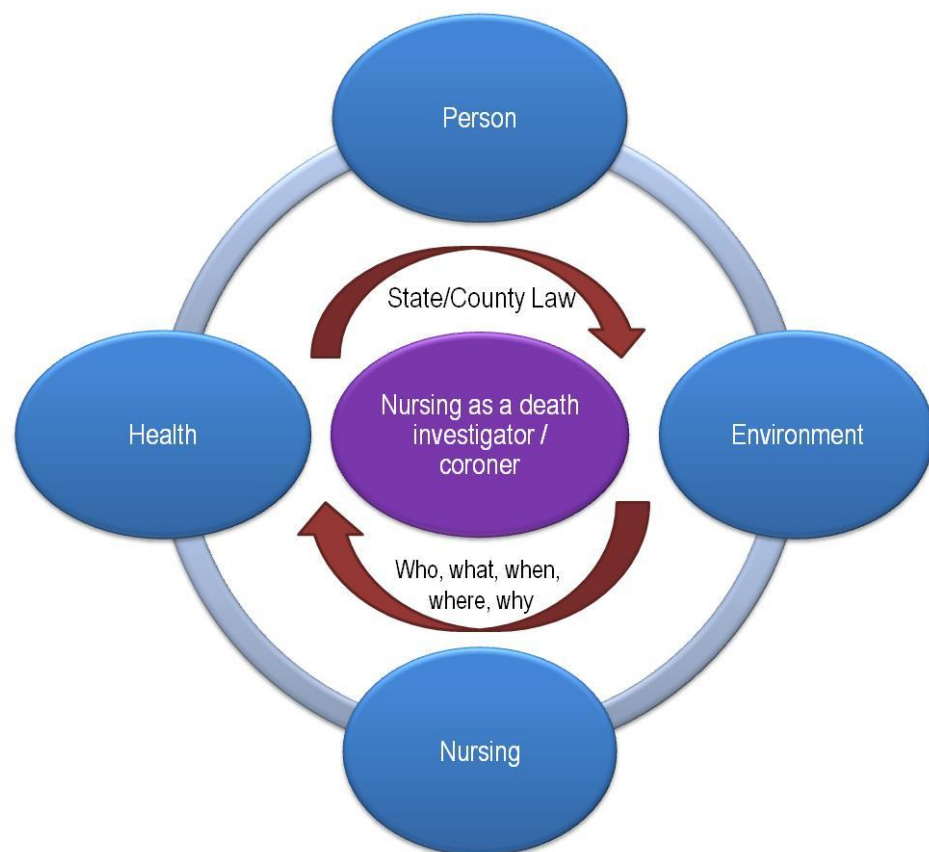 Person
State/County Law
Health
Nursing as a death
investigator /
coroner
Environment
Who, what, when,
where, why
Nursing